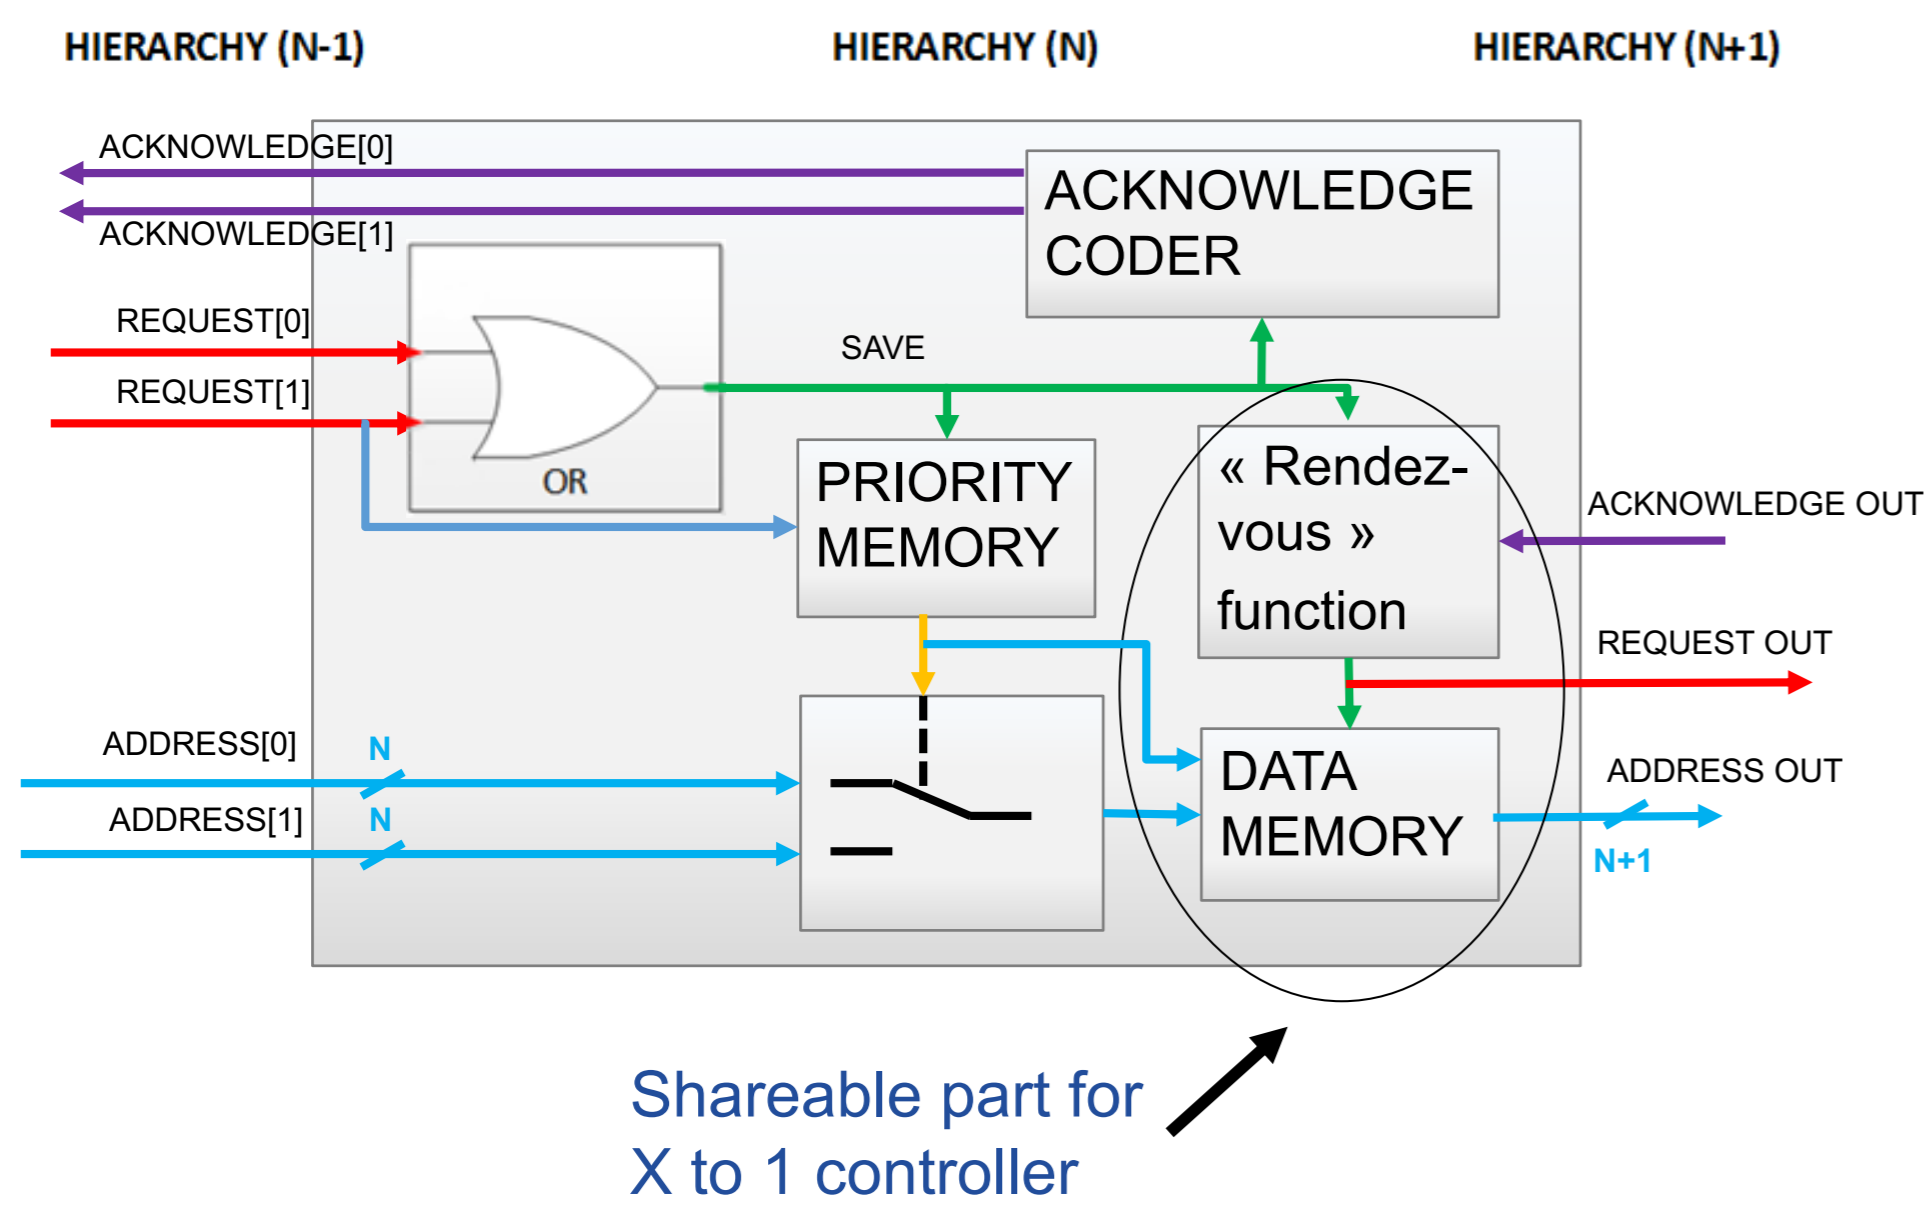 HIERARCHY (N-1)
HIERARCHY (N)
HIERARCHY (N+1)
ACKNOWLEDGE[0]
ACKNOWLEDGE[1]
ACKNOWLEDGE
CODER
REQUEST[0]
REQUEST[1]
OR
SAVE
PRIORITY
MEMORY
« Rendez-
vous »
function
ACKNOWLEDGE OUT
REQUEST OUT
ADDRESS[0]
N
ADDRESS[1]
N
DATA
MEMORY
ADDRESS OUT
N+1
Shareable part for
X to 1 controller